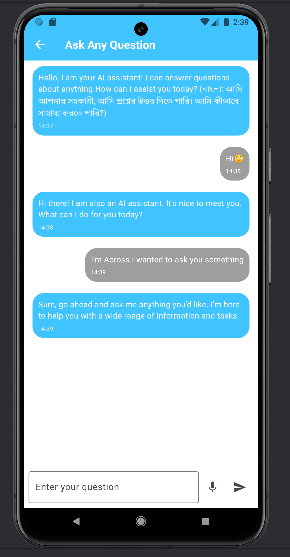 2:39
Ask Any Question
Hello, I am your AI assistant! I can answer questions
about anything. How can I assist you today? (বাংলা: আমি
আপনার সহকারী, আমি প্রশ্নের উত্তর দিতে পারি। আমি কীভাবে
সাহায্য করতে পারি?)
14:37
Hi🙄
14:38
Hi there! I am also an AI assistant. It's nice to meet you.
What can I do for you today?
14:38
I'm Across.I wanted to ask you something
14:39
Sure, go ahead and ask me anything you'd like. I'm here
to help you with a wide range of information and tasks.
14:39
Enter your question